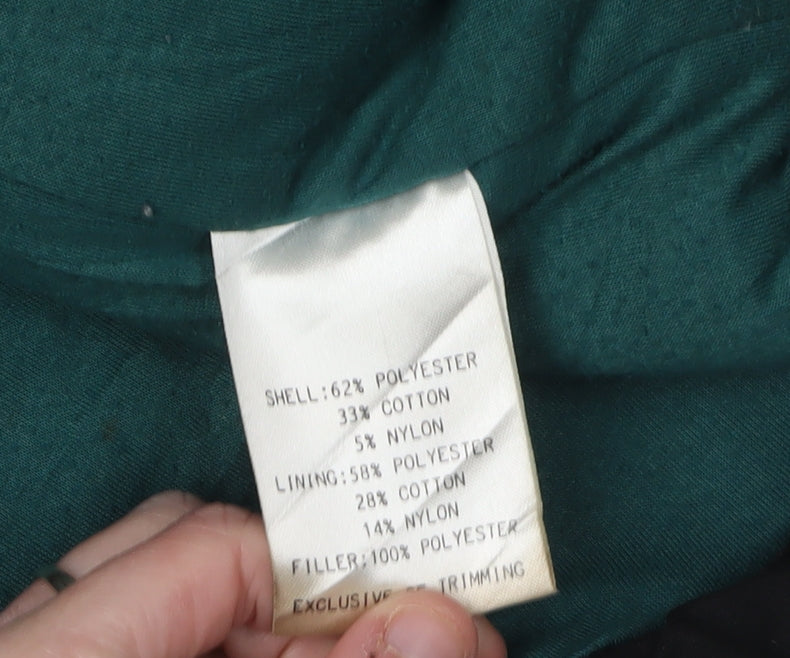 SHELL:62% POLYESTER
33% COTTON
5% NYLON
LINING:58% POLYESTER
28% COTTON
14% NYLON
FILLER:100% POLYESTER
EXCLUSIVE OF TRIMMING